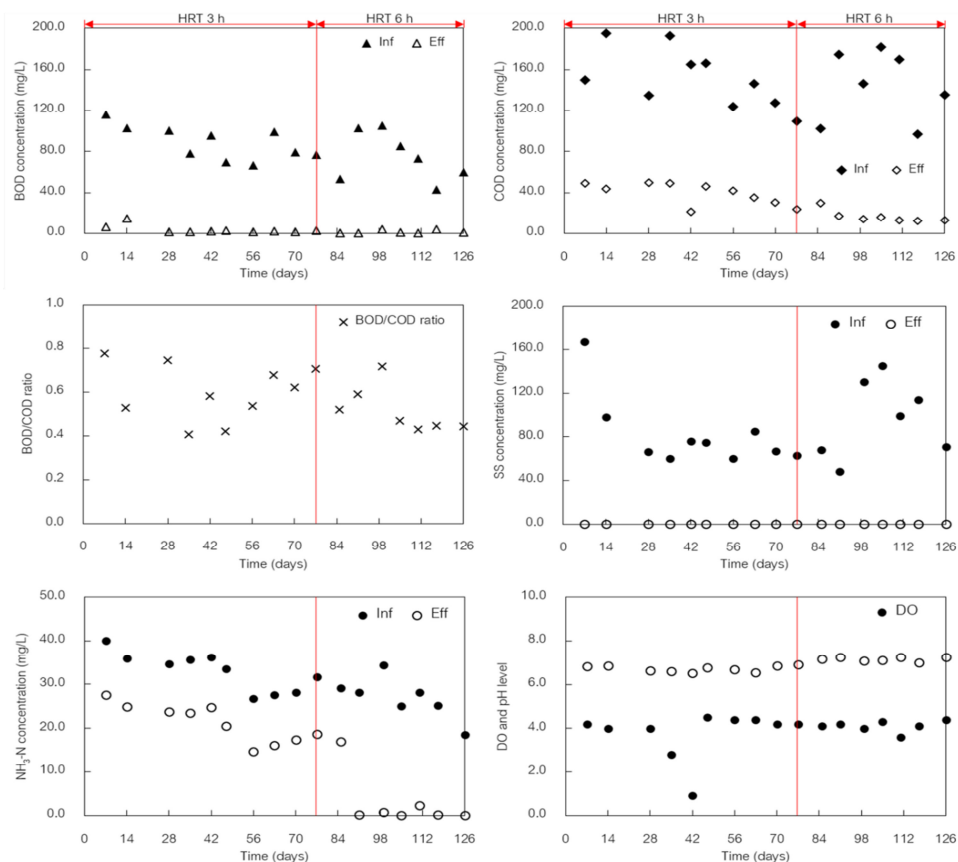 HRT 3 h HRT 6 h
200.0
160.0
120.0
80.0
40.0
0.0
BOD concentration (mg/L)
Inf Eff
0 14 28 42 56 70 84 98 112 126
Time (days)
HRT 3 h HRT 6 h
200.0
160.0
120.0
80.0
40.0
0.0
COD concentration (mg/L)
Inf Eff
0 14 28 42 56 70 84 98 112 126
Time (days)
1.0
0.8
0.6
0.4
0.2
0.0
BOD/COD ratio
BOD/COD ratio
0 14 28 42 56 70 84 98 112 126
Time (days)
200.0
160.0
120.0
80.0
40.0
0.0
SS concentration (mg/L)
Inf Eff
0 14 28 42 56 70 84 98 112 126
Time (days)
50.0
40.0
30.0
20.0
10.0
0.0
NH₃-N concentration (mg/L)
Inf Eff
0 14 28 42 56 70 84 98 112 126
Time (days)
10.0
8.0
6.0
4.0
2.0
0.0
DO and pH level
DO
0 14 28 42 56 70 84 98 112 126
Time (days)